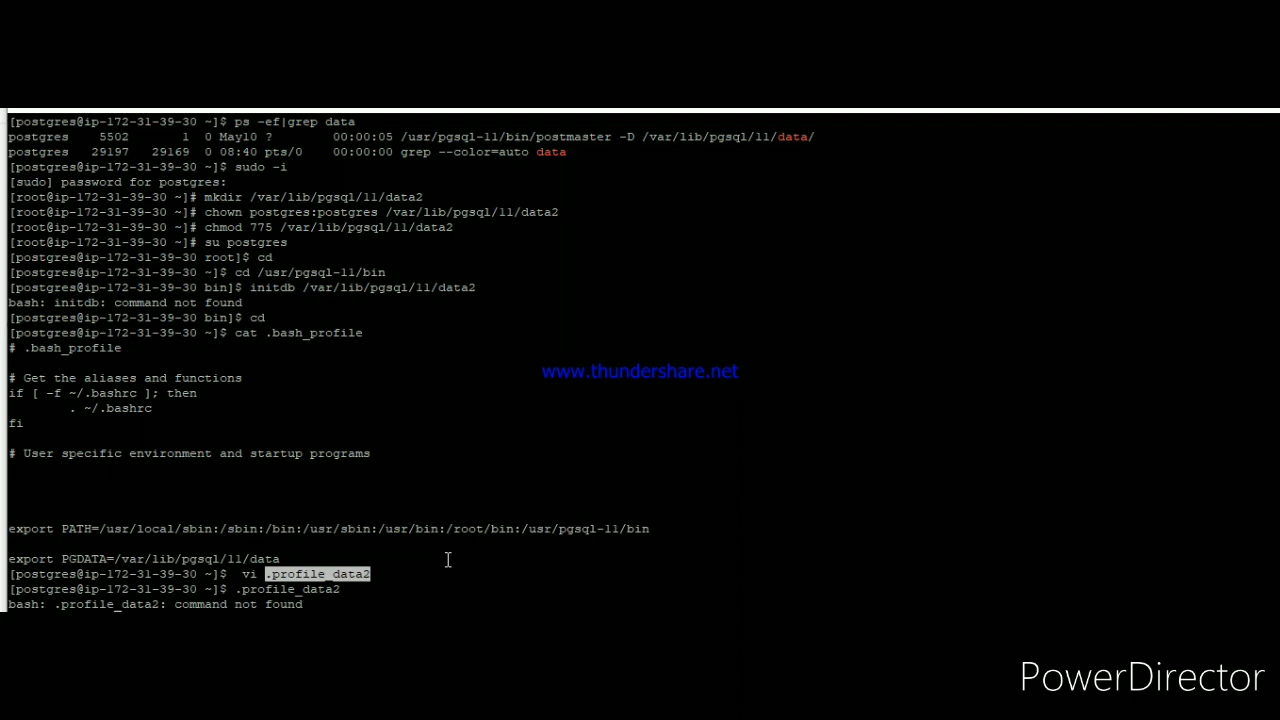 [postgres@ip-172-31-39-30 ~]$ ps -ef|grep data
postgres   5502       1  0 May10 ?        00:00:05 /usr/pgsql-11/bin/postmaster -D /var/lib/pgsql/11/data/
postgres  29197   29169  0 08:40 pts/0    00:00:00 grep --color=auto data
[postgres@ip-172-31-39-30 ~]$ sudo -i
[sudo] password for postgres:
[root@ip-172-31-39-30 ~]# mkdir /var/lib/pgsql/11/data2
[root@ip-172-31-39-30 ~]# chown postgres:postgres /var/lib/pgsql/11/data2
[root@ip-172-31-39-30 ~]# chmod 775 /var/lib/pgsql/11/data2
[root@ip-172-31-39-30 ~]# su postgres
[postgres@ip-172-31-39-30 root]$ cd
[postgres@ip-172-31-39-30 ~]$ cd /usr/pgsql-11/bin
[postgres@ip-172-31-39-30 bin]$ initdb /var/lib/pgsql/11/data2
bash: initdb: command not found
[postgres@ip-172-31-39-30 bin]$ cd
[postgres@ip-172-31-39-30 ~]$ cat .bash_profile
# .bash_profile
www.thundershare.net
# Get the aliases and functions
if [ -f ~/.bashrc ]; then
        . ~/.bashrc
fi
# User specific environment and startup programs
export PATH=/usr/local/sbin:/sbin:/bin:/usr/sbin:/usr/bin:/root/bin:/usr/pgsql-11/bin
export PGDATA=/var/lib/pgsql/11/data
[postgres@ip-172-31-39-30 ~]$  vi .profile_data2
[postgres@ip-172-31-39-30 ~]$ .profile_data2
bash: .profile_data2: command not found
PowerDirector